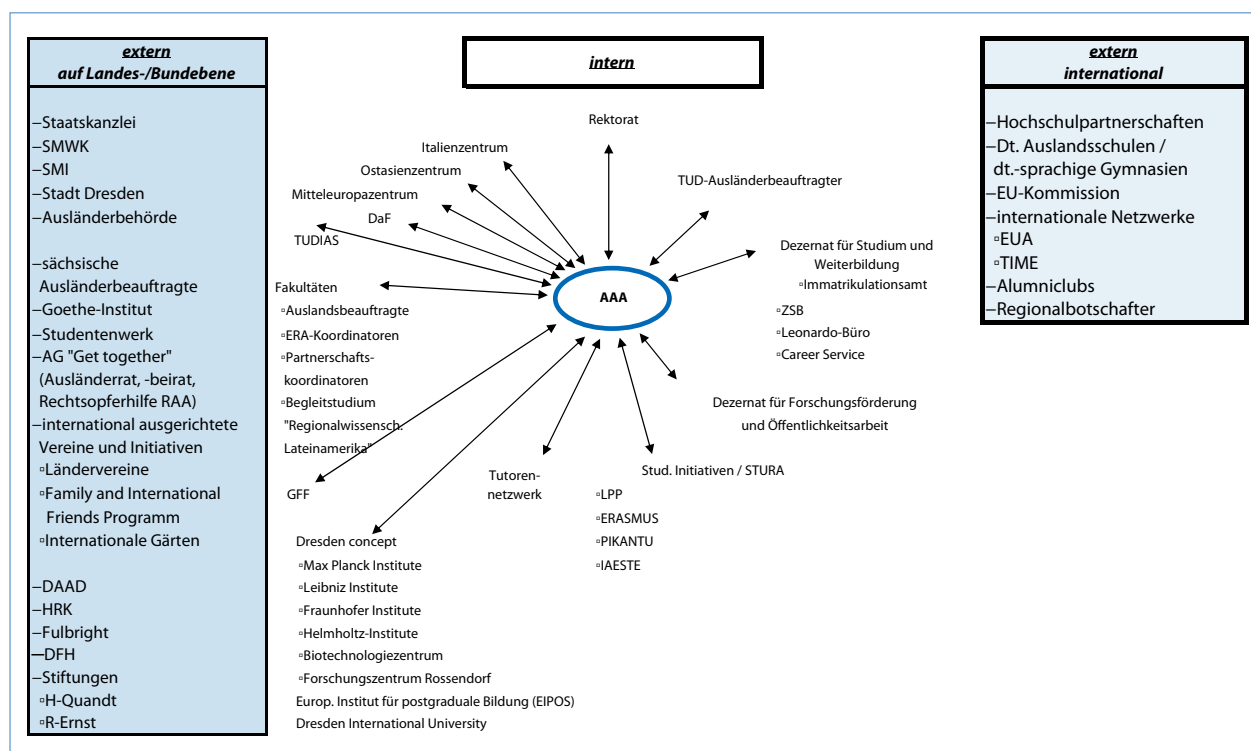 extern
auf Landes-/Bundebene
–Staatskanzlei
–SMWK
–SMI
–Stadt Dresden
–Ausländerbehörde
–sächsische
Ausländerbeauftragte
–Goethe-Institut
–Studentenwerk
–AG "Get together"
(Ausländerrat, -beirat,
Rechtsopferhilfe RAA)
–international ausgerichtete
Vereine und Initiativen
▫Ländervereine
▫Family and International
Friends Programm
▫Internationale Gärten
–DAAD
–HRK
–Fulbright
–DFH
–Stiftungen
▫H-Quandt
▫R-Ernst
intern
Rektorat
Italienzentrum
Ostasienzentrum
Mitteleuropazentrum
DaF
TUDIAS
Fakultäten
▫Auslandsbeauftragte
▫ERA-Koordinatoren
▫Partnerschafts-
koordinatoren
▫Begleitstudium
"Regionalwissensch.
Lateinamerika"
GFF
Dresden concept
▫Max Planck Institute
▫Leibniz Institute
▫Fraunhofer Institute
▫Helmholtz-Institute
▫Biotechnologiezentrum
▫Forschungszentrum Rossendorf
Europ. Institut für postgraduale Bildung (EIPOS)
Dresden International University
AAA
Tutoren-
netzwerk
Stud. Initiativen / STURA
▫LPP
▫ERASMUS
▫PIKANTU
▫IAESTE
TUD-Ausländerbeauftragter
Dezernat für Studium und
Weiterbildung
▫Immatrikulationsamt
▫ZSB
▫Leonardo-Büro
▫Career Service
Dezernat für Forschungsförderung
und Öffentlichkeitsarbeit
extern
international
–Hochschulpartnerschaften
–Dt. Auslandsschulen /
dt.-sprachige Gymnasien
–EU-Kommission
–internationale Netzwerke
▫EUA
▫TIME
–Alumniclubs
–Regionalbotschafter